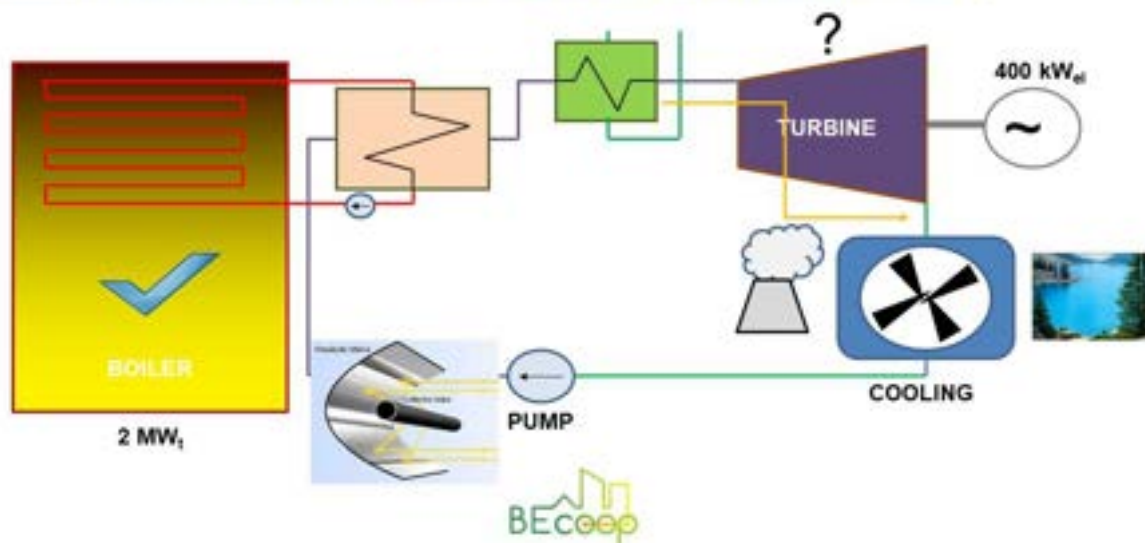 ?
400 kWel
TURBINE
~
BOILER
2 MWt
PUMP
COOLING
BECoop